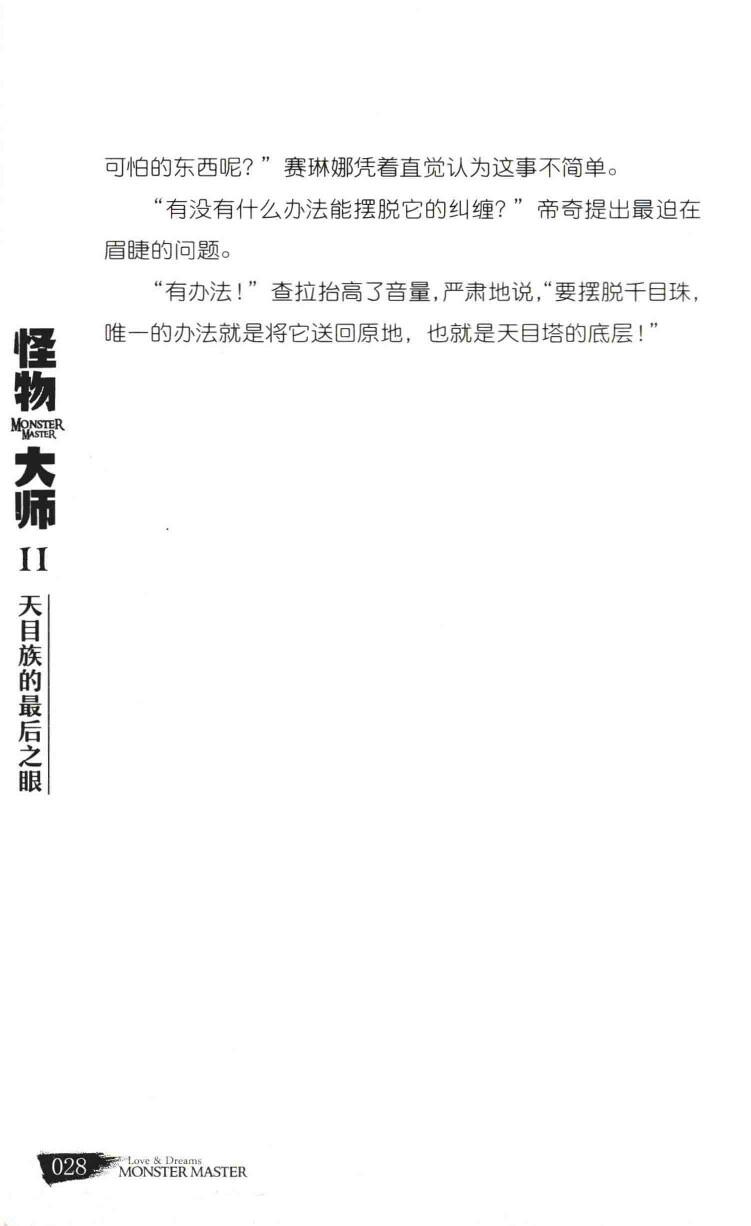 可怕的东西呢？”赛琳娜凭着直觉认为这事不简单。
“有没有什么办法能摆脱它的纠缠？”帝奇提出最迫在
眉睫的问题。
“有办法！”查拉抬高了音量，严肃地说，“要摆脱千目珠，
唯一的办法就是将它送回原地，也就是天目塔的底层！”
怪物
MONSTER
MASTER
大师
II
天目族的最后之眼
028
Love & Dreams
MONSTER MASTER